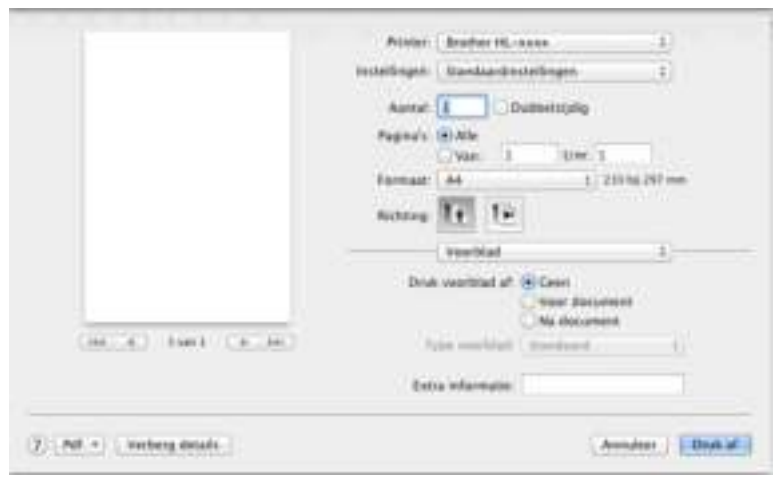 Printer: Brother HL-xxxx
Instellingen: Standaardinstellingen
Aantal: 1 Dubbelzijdig
Pagina's: Alle
Van: 1 t/m: 1
Formaat: A4 210 bij 297 mm
Richting:
Voorblad
Druk voorblad af: Geen
Voor document
Na document
1 van 1
Type voorblad: Standaard
Extra informatie:
? Pdf Verberg details Annuleer Druk af